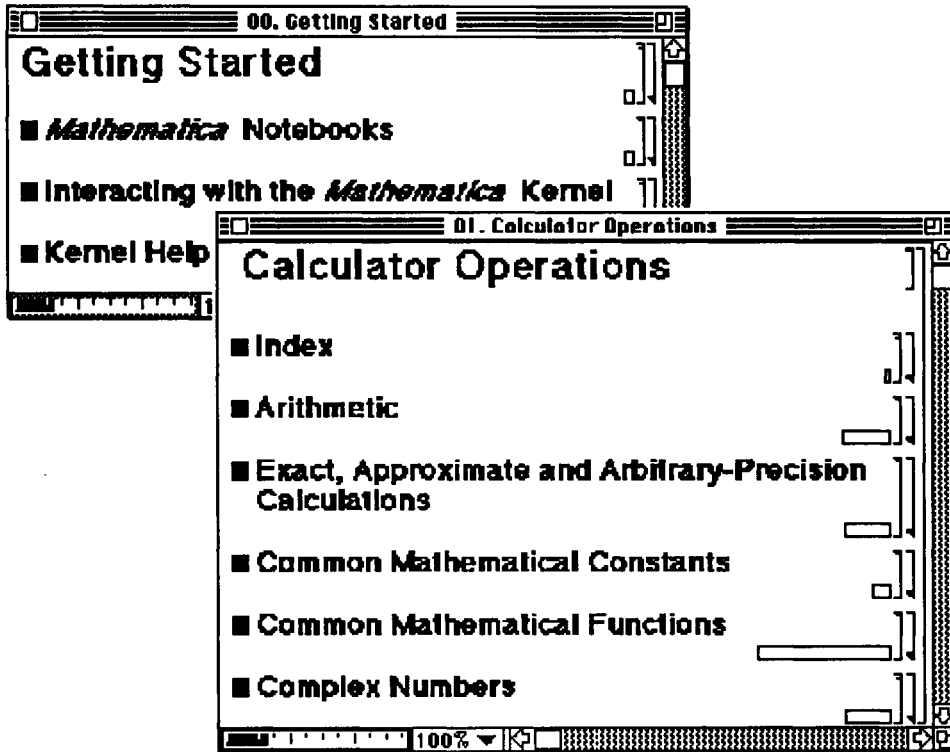 00. Getting Started
Getting Started
■ Mathematica Notebooks
■ Interacting with the Mathematica Kernel
■ Kernel Help
01. Calculator Operations
Calculator Operations
■ Index
■ Arithmetic
■ Exact, Approximate and Arbitrary-Precision
Calculations
■ Common Mathematical Constants
■ Common Mathematical Functions
■ Complex Numbers
100%